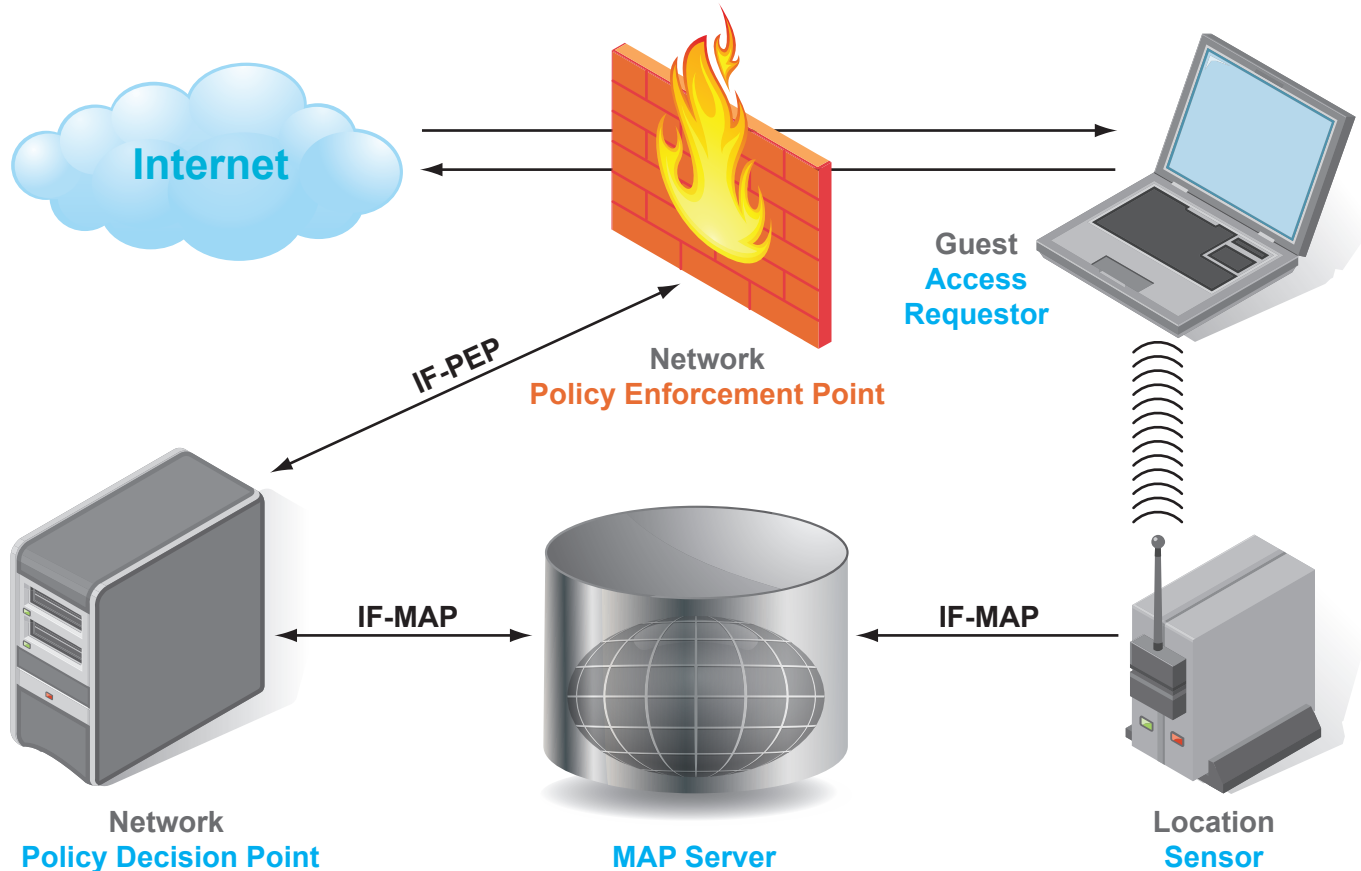 Internet
Guest
Access
Requestor
IF-PEP
Network
Policy Enforcement Point
IF-MAP
IF-MAP
Network
Policy Decision Point
MAP Server
Location
Sensor